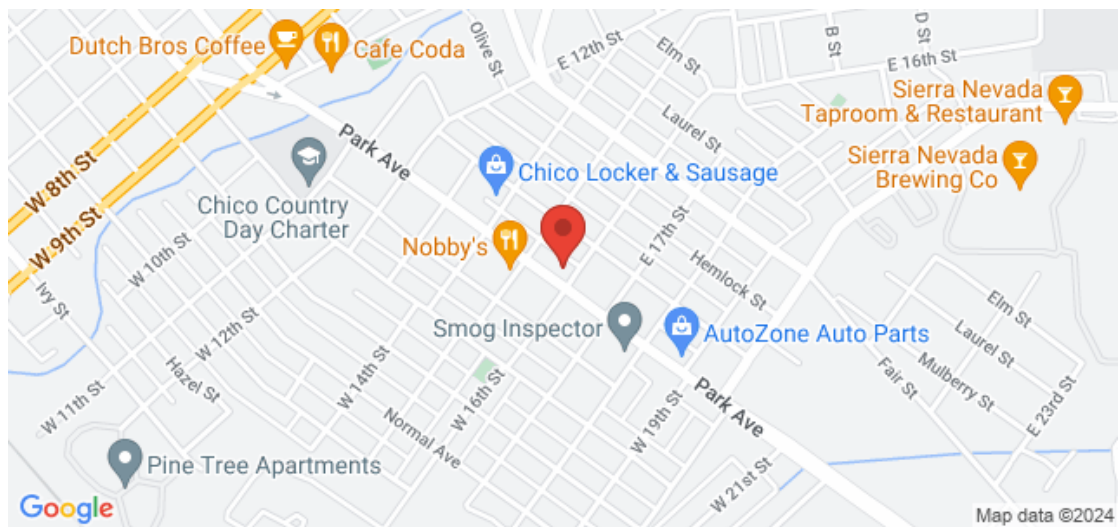 Dutch Bros Coffee
Cafe Coda
Olive St
E 12th St
Elm St
B St
D St
E 16th St
Sierra Nevada
Taproom & Restaurant
Laurel St
Park Ave
W 8th St
Chico Locker & Sausage
Sierra Nevada
Brewing Co
Chico Country
Day Charter
W 9th St
W 10th St
Nobby's
E 17th St
Hemlock St
Ivy St
W 12th St
Smog Inspector
AutoZone Auto Parts
Elm St
Laurel St
Mulberry St
Hazel St
W 14th St
W 16th St
Fair St
W 11th St
Normal Ave
W 19th St
Park Ave
E 23rd St
Pine Tree Apartments
W 21st St
Google
Map data ©2024